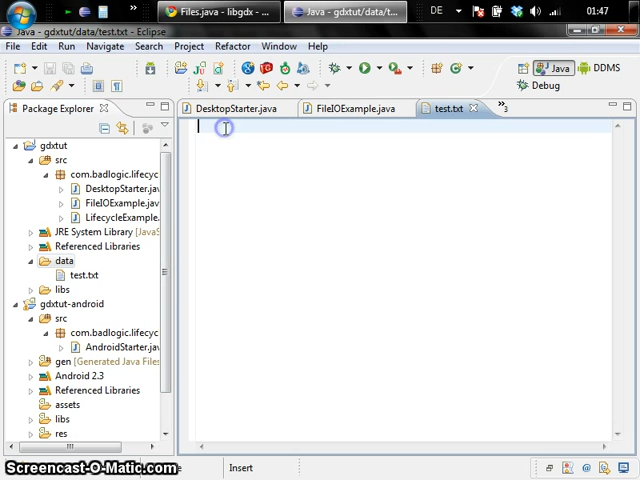 Files.java - libgdx - ...
Java - gdxtut/data/t...
DE
01:47
Java - gdxtut/data/test.txt - Eclipse
File Edit Run Navigate Search Project Refactor Window Help
Java
DDMS
Debug
Package Explorer
DesktopStarter.java
FileIOExample.java
test.txt
»3
gdxtut
src
com.badlogic.lifecyc
DesktopStarter.jav
FileIOExample.jav
LifecycleExample.
JRE System Library [JavaS
Referenced Libraries
data
test.txt
libs
gdxtut-android
src
com.badlogic.lifecyc
AndroidStarter.jav
gen [Generated Java Files
Android 2.3
Referenced Libraries
assets
libs
res
Screencast-O-Matic.com
Insert